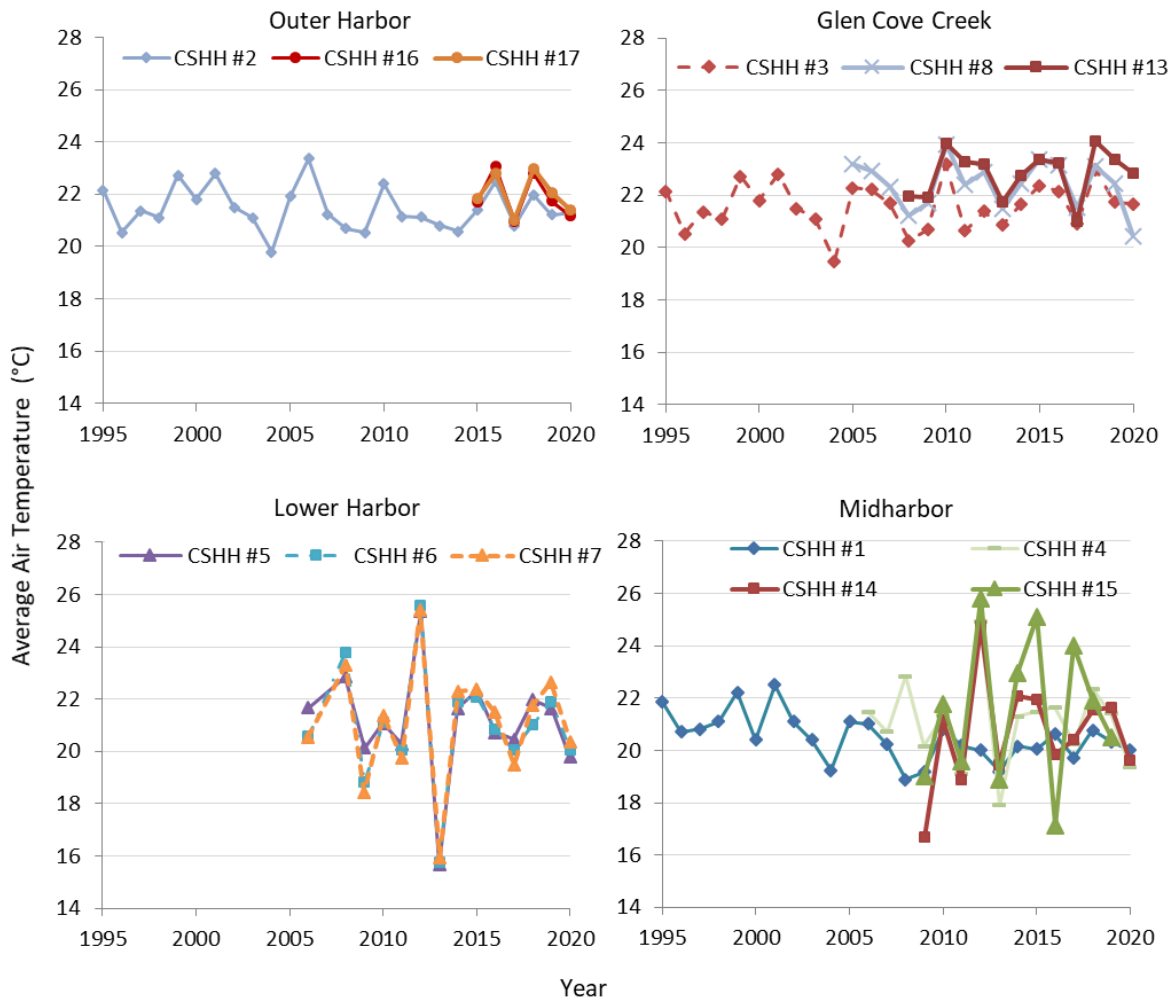 Outer Harbor
28
CSHH #2 CSHH #16 CSHH #17
26
24
22
20
18
16
14
1995 2000 2005 2010 2015 2020
Glen Cove Creek
28
CSHH #3 CSHH #8 CSHH #13
26
24
22
20
18
16
14
1995 2000 2005 2010 2015 2020
Average Air Temperature (°C)
Lower Harbor
28
CSHH #5 CSHH #6 CSHH #7
26
24
22
20
18
16
14
1995 2000 2005 2010 2015 2020
Midharbor
28
CSHH #1 CSHH #4
CSHH #14 CSHH #15
26
24
22
20
18
16
14
1995 2000 2005 2010 2015 2020
Year